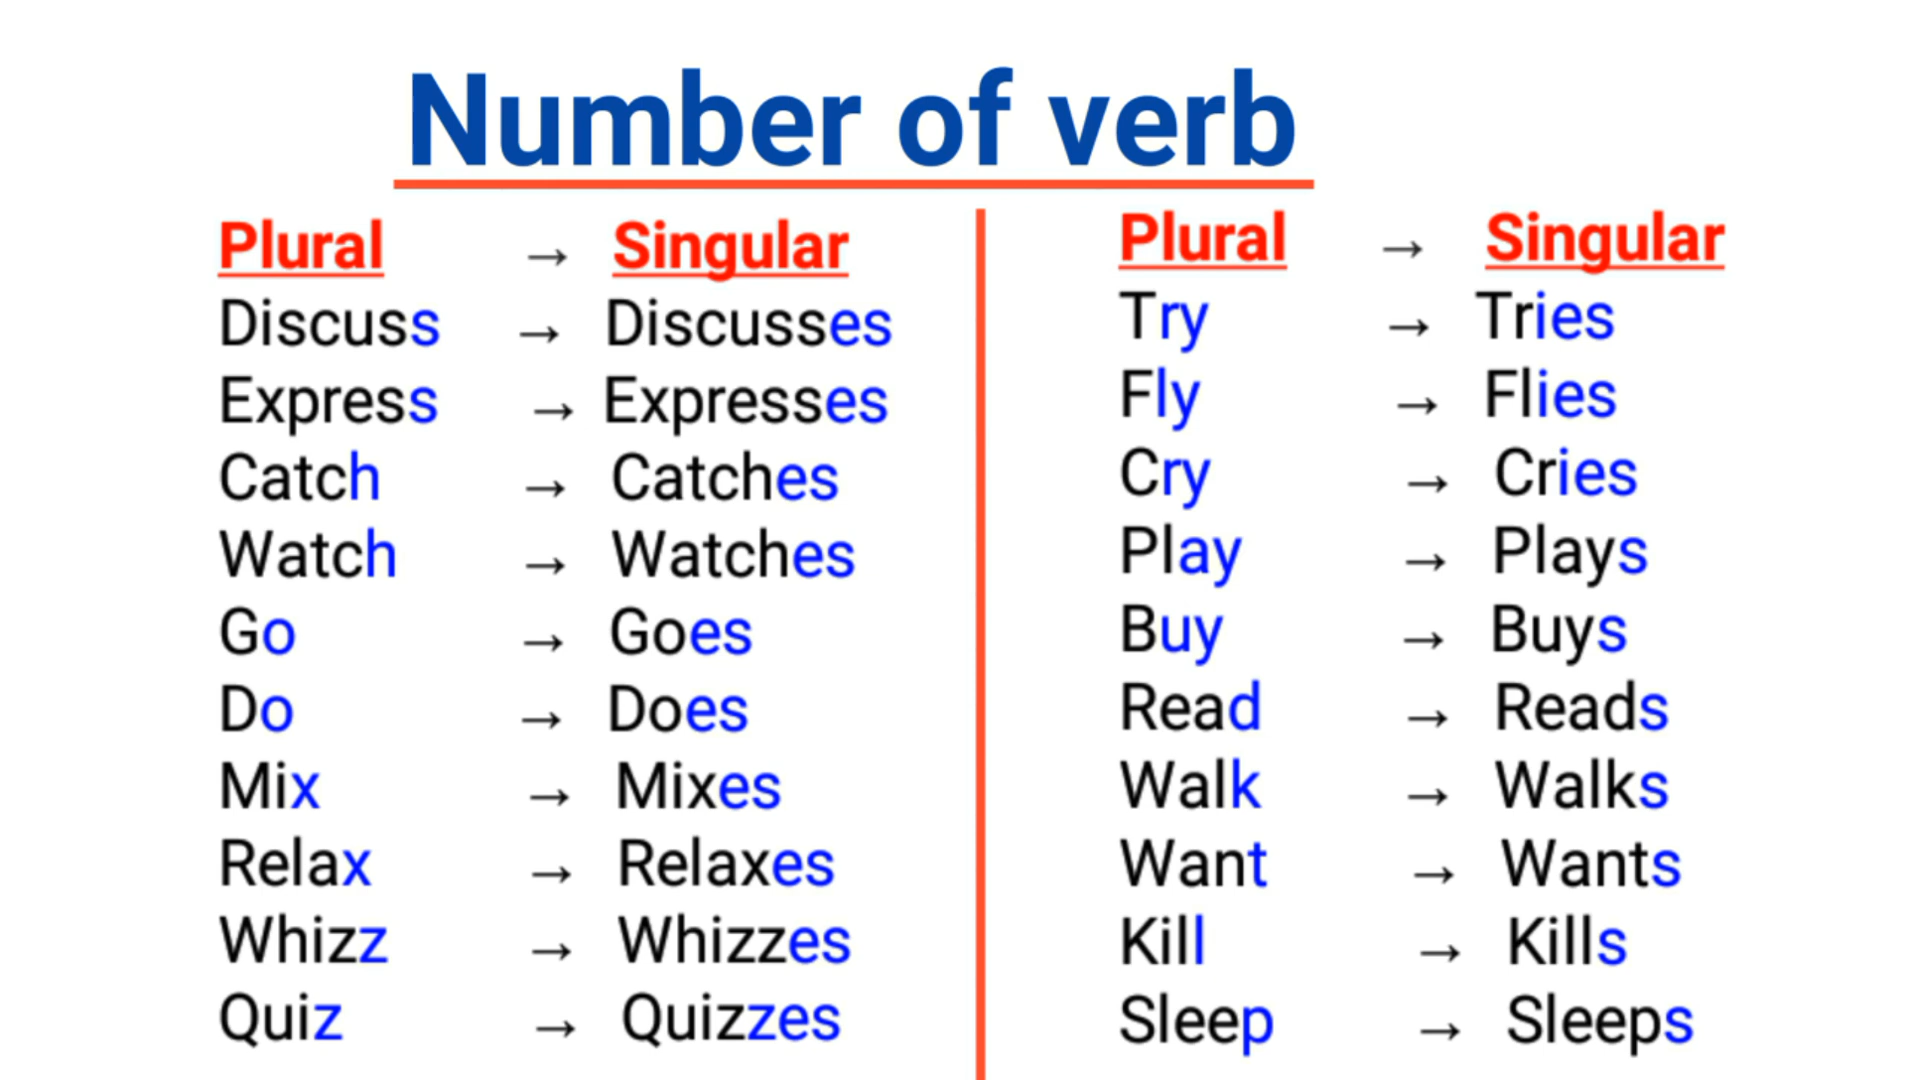 Number of verb
Plural → Singular
Discuss → Discusses
Express → Expresses
Catch → Catches
Watch → Watches
Go → Goes
Do → Does
Mix → Mixes
Relax → Relaxes
Whizz → Whizzes
Quiz → Quizzes
Plural → Singular
Try → Tries
Fly → Flies
Cry → Cries
Play → Plays
Buy → Buys
Read → Reads
Walk → Walks
Want → Wants
Kill → Kills
Sleep → Sleeps